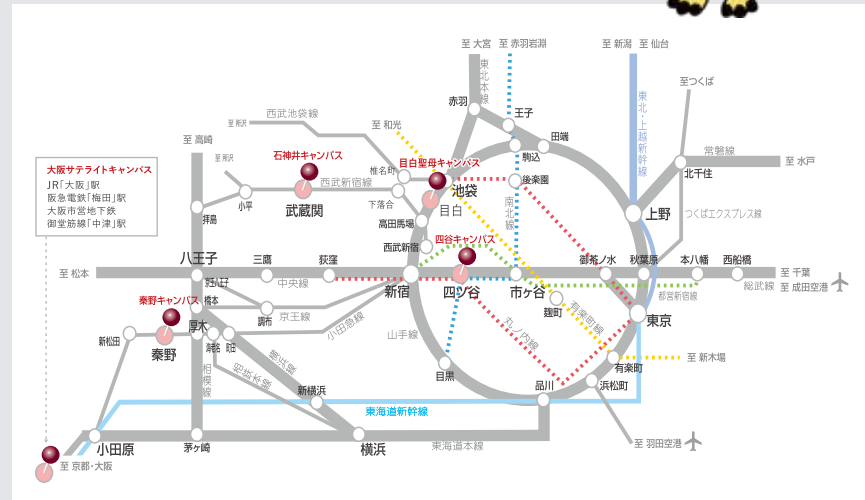 至 大宮
至 赤羽岩淵
至 新潟
至 仙台
東北本線
東北・上越新幹線
至つくば
赤羽
王子
田端
駒込
西武池袋線
至 所沢
至 和光
至 高崎
常磐線
至 水戸
北千住
大阪サテライトキャンパス
JR「大阪」駅
阪急電鉄「梅田」駅
大阪市営地下鉄
御堂筋線「中津」駅
石神井キャンパス
目白聖母キャンパス
至 所沢
椎名町
西武新宿線
池袋
後楽園
小平
武蔵関
下落合
目白
南北線
拝島
高田馬場
上野
つくばエクスプレス線
西武新宿
四谷キャンパス
八王子
三鷹
荻窪
御茶ノ水
秋葉原
本八幡
西船橋
至 松本
中央線
至 千葉
至 成田空港
総武線
京王八王子
新宿
四ツ谷
市ヶ谷
都営新宿線
秦野キャンパス
橋本
調布
京王線
麹町
有楽町線
東京
厚木
小田急線
山手線
丸ノ内線
新松田
秦野
海老名
町田
横浜線
相鉄本線
相模線
目黒
有楽町
至 新木場
新横浜
品川
浜松町
東海道新幹線
小田原
茅ヶ崎
横浜
東海道本線
至 羽田空港
至 京都・大阪